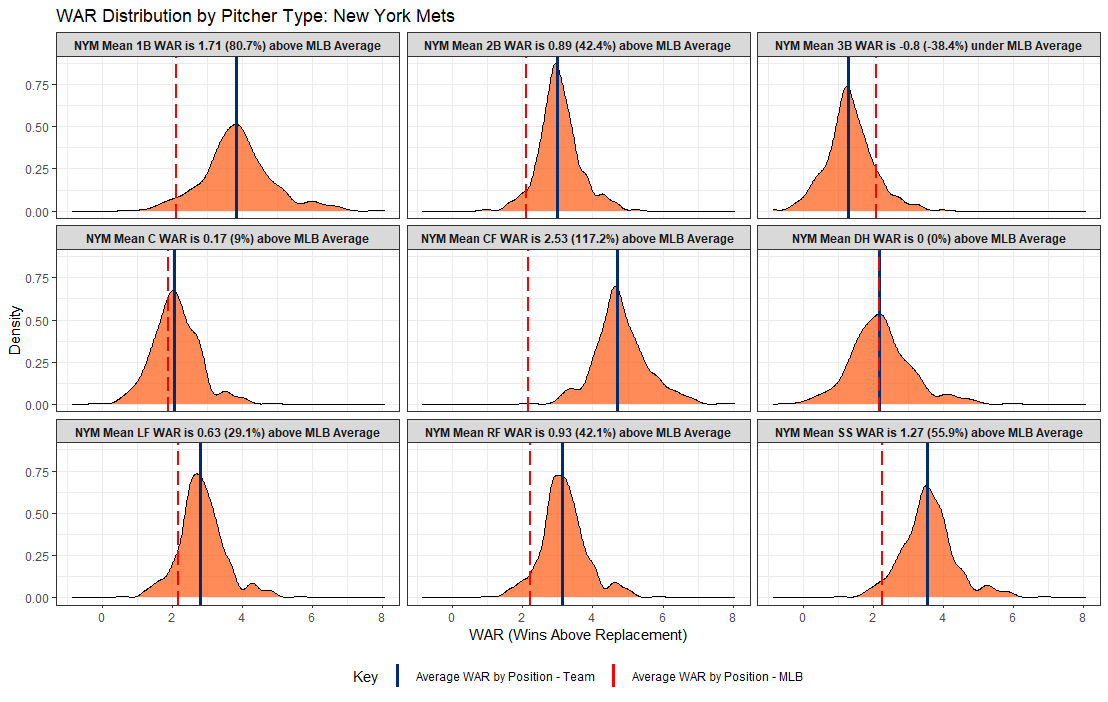 WAR Distribution by Pitcher Type: New York Mets
NYM Mean 1B WAR is 1.71 (80.7%) above MLB Average
NYM Mean 2B WAR is 0.89 (42.4%) above MLB Average
NYM Mean 3B WAR is -0.8 (-38.4%) under MLB Average
0.75
0.50
0.25
0.00
NYM Mean C WAR is 0.17 (9%) above MLB Average
NYM Mean CF WAR is 2.53 (117.2%) above MLB Average
NYM Mean DH WAR is 0 (0%) above MLB Average
0.75
0.50
0.25
0.00
Density
NYM Mean LF WAR is 0.63 (29.1%) above MLB Average
NYM Mean RF WAR is 0.93 (42.1%) above MLB Average
NYM Mean SS WAR is 1.27 (55.9%) above MLB Average
0.75
0.50
0.25
0.00
0 2 4 6 8
0 2 4 6 8
0 2 4 6 8
WAR (Wins Above Replacement)
Key
Average WAR by Position - Team
Average WAR by Position - MLB